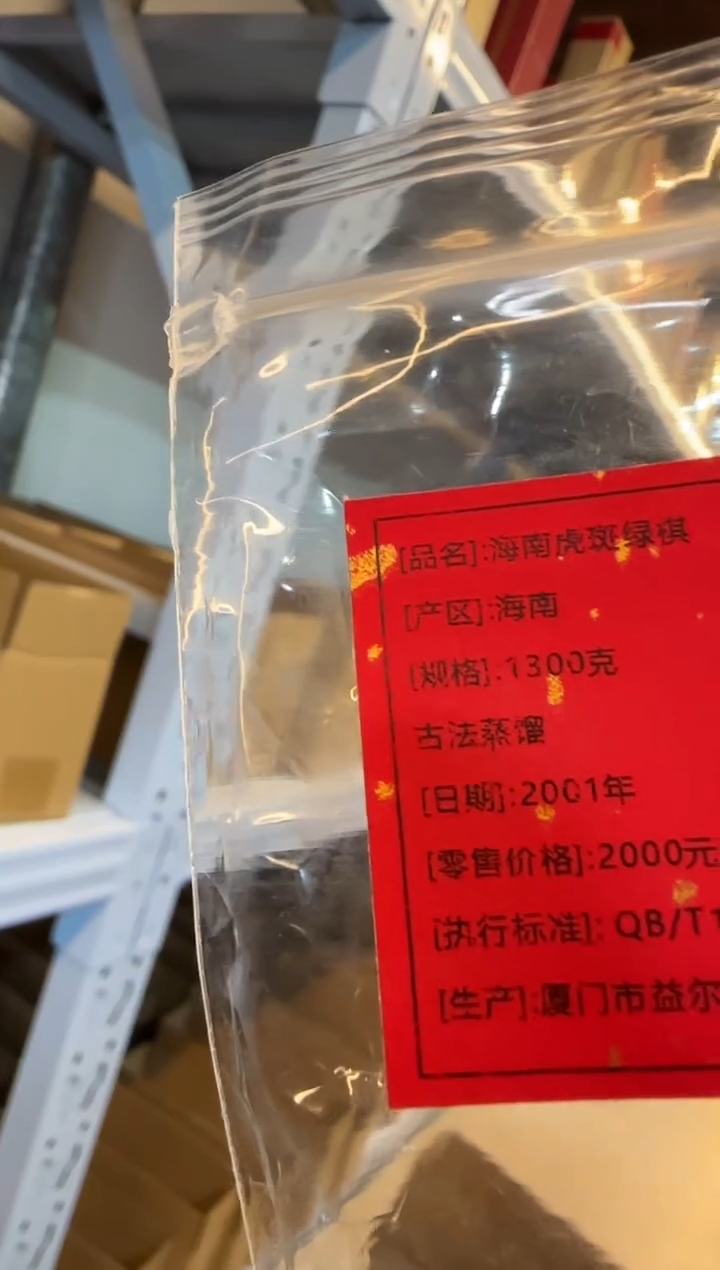 [品名]:海南虎斑绿棋
[产区]:海南
[规格]:1300克
古法蒸馏
[日期]:2001年
[零售价格]:2000元
[执行标准]: QB/T1
[生产]:厦门市益尔